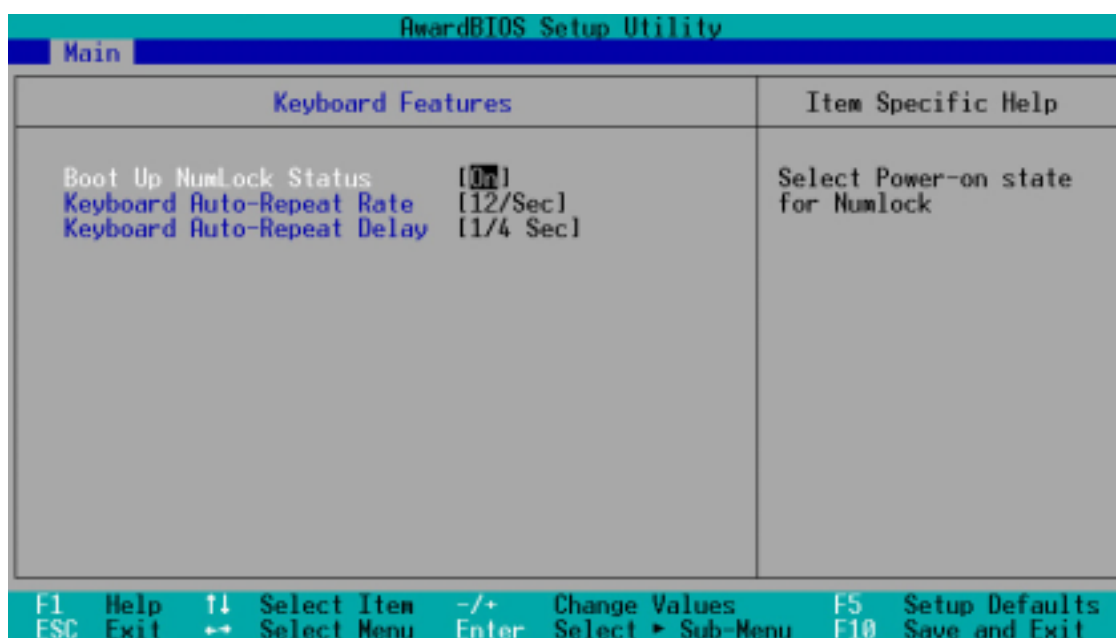 AwardBIOS Setup Utility
Main
Keyboard Features
Item Specific Help
Boot Up NumLock Status [On]
Keyboard Auto-Repeat Rate [12/Sec]
Keyboard Auto-Repeat Delay [1/4 Sec]
Select Power-on state
for Numlock
F1 Help ↑↓ Select Item -/+ Change Values F5 Setup Defaults
ESC Exit ←→ Select Menu Enter Select ► Sub-Menu F10 Save and Exit